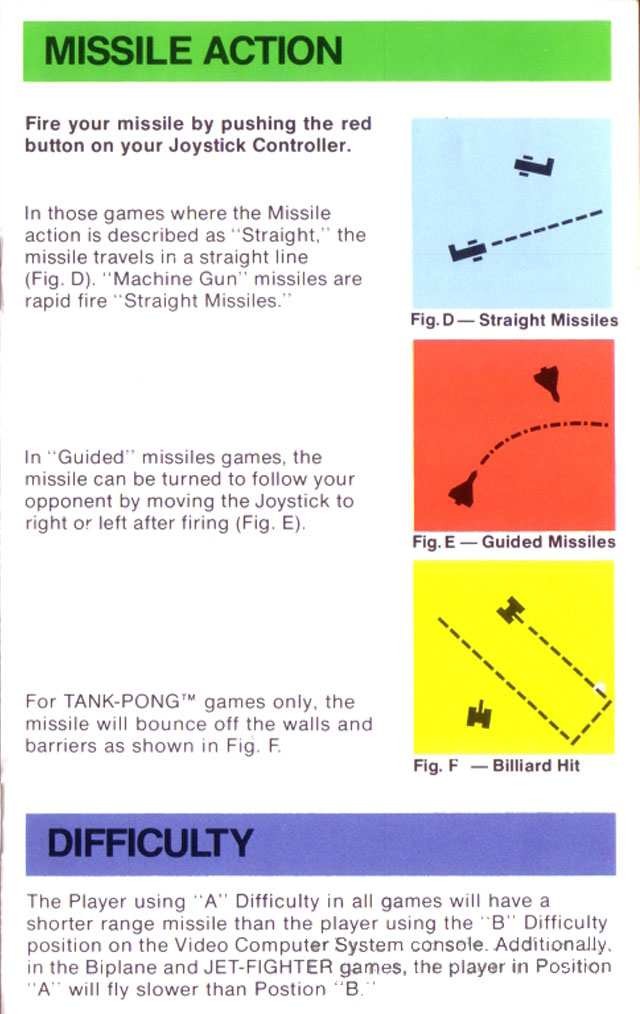 MISSILE ACTION
Fire your missile by pushing the red
button on your Joystick Controller.
In those games where the Missile
action is described as "Straight," the
missile travels in a straight line
(Fig. D). "Machine Gun" missiles are
rapid fire "Straight Missiles."
Fig. D — Straight Missiles
In "Guided" missiles games, the
missile can be turned to follow your
opponent by moving the Joystick to
right or left after firing (Fig. E).
Fig. E — Guided Missiles
For TANK-PONG™ games only, the
missile will bounce off the walls and
barriers as shown in Fig. F.
Fig. F — Billiard Hit
DIFFICULTY
The Player using "A" Difficulty in all games will have a
shorter range missile than the player using the "B" Difficulty
position on the Video Computer System console. Additionally,
in the Biplane and JET-FIGHTER games, the player in Position
"A" will fly slower than Postion "B."